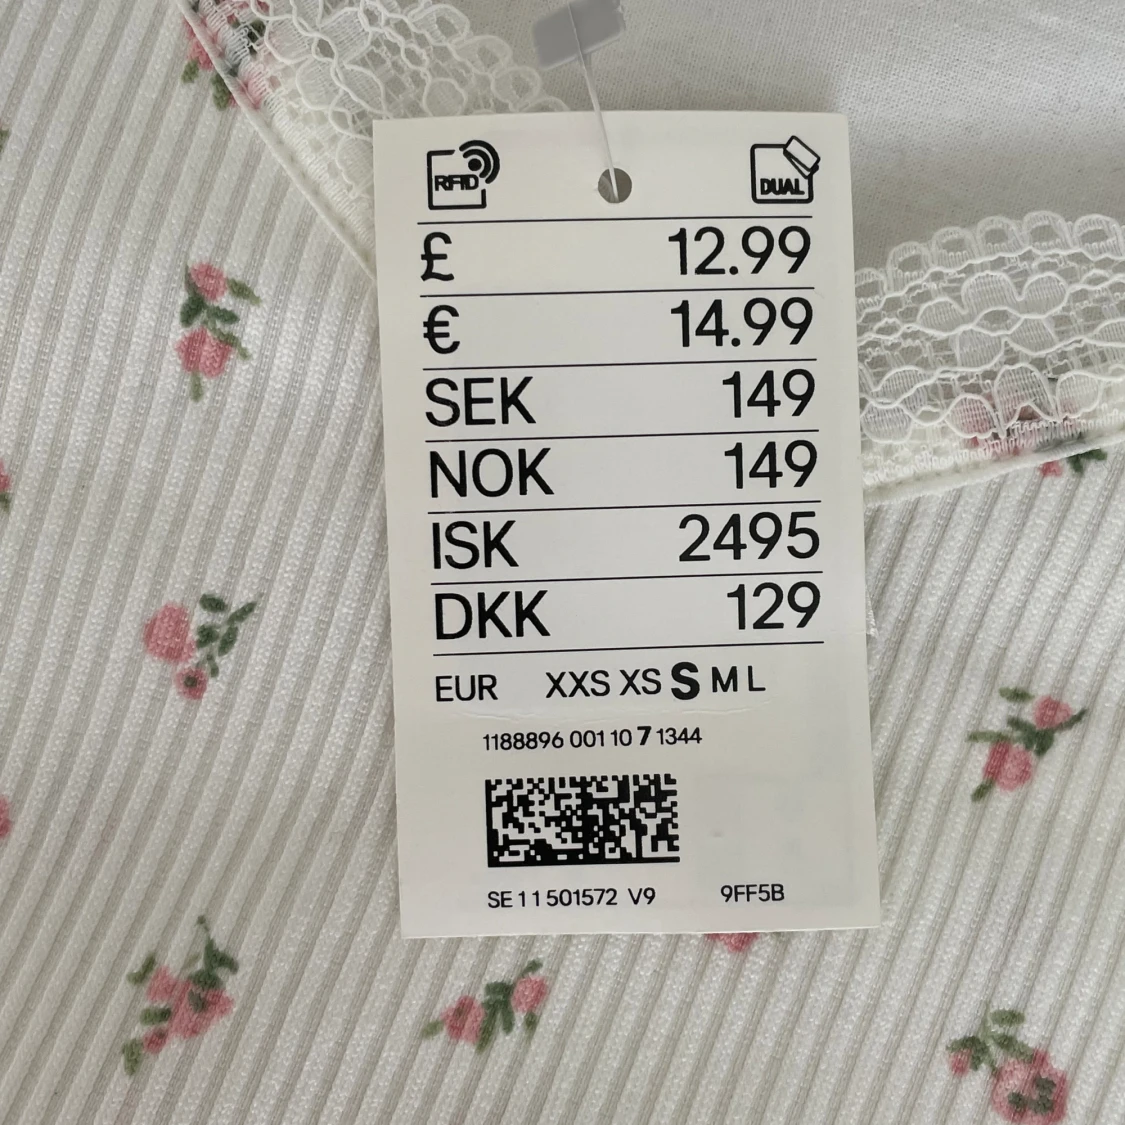 RFID DUAL
£ 12.99
€ 14.99
SEK 149
NOK 149
ISK 2495
DKK 129
EUR XXS XS S M L
1188896 001 10 7 1344
SE 11 501572 V9 9FF5B